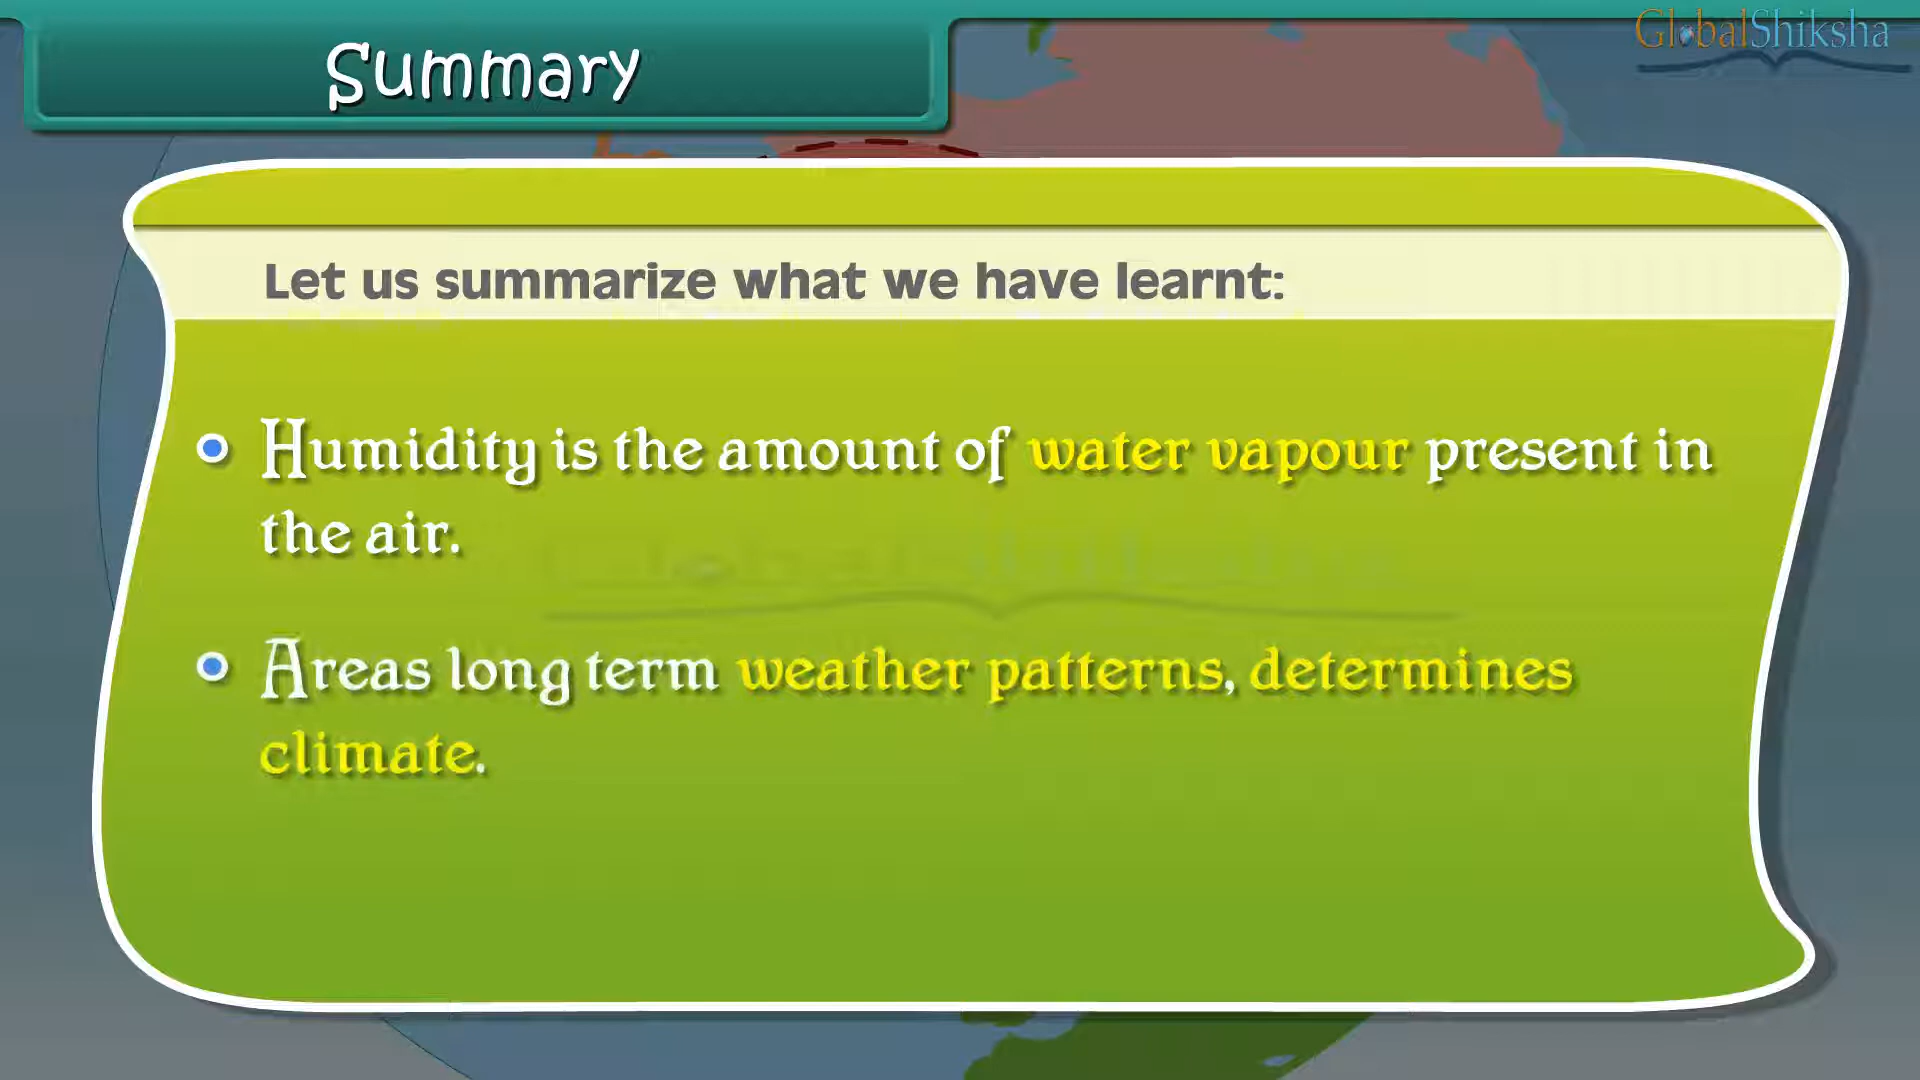 Summary
GlobalShiksha
Let us summarize what we have learnt:
Humidity is the amount of water vapour present in
the air.
Areas long term weather patterns, determines
climate.